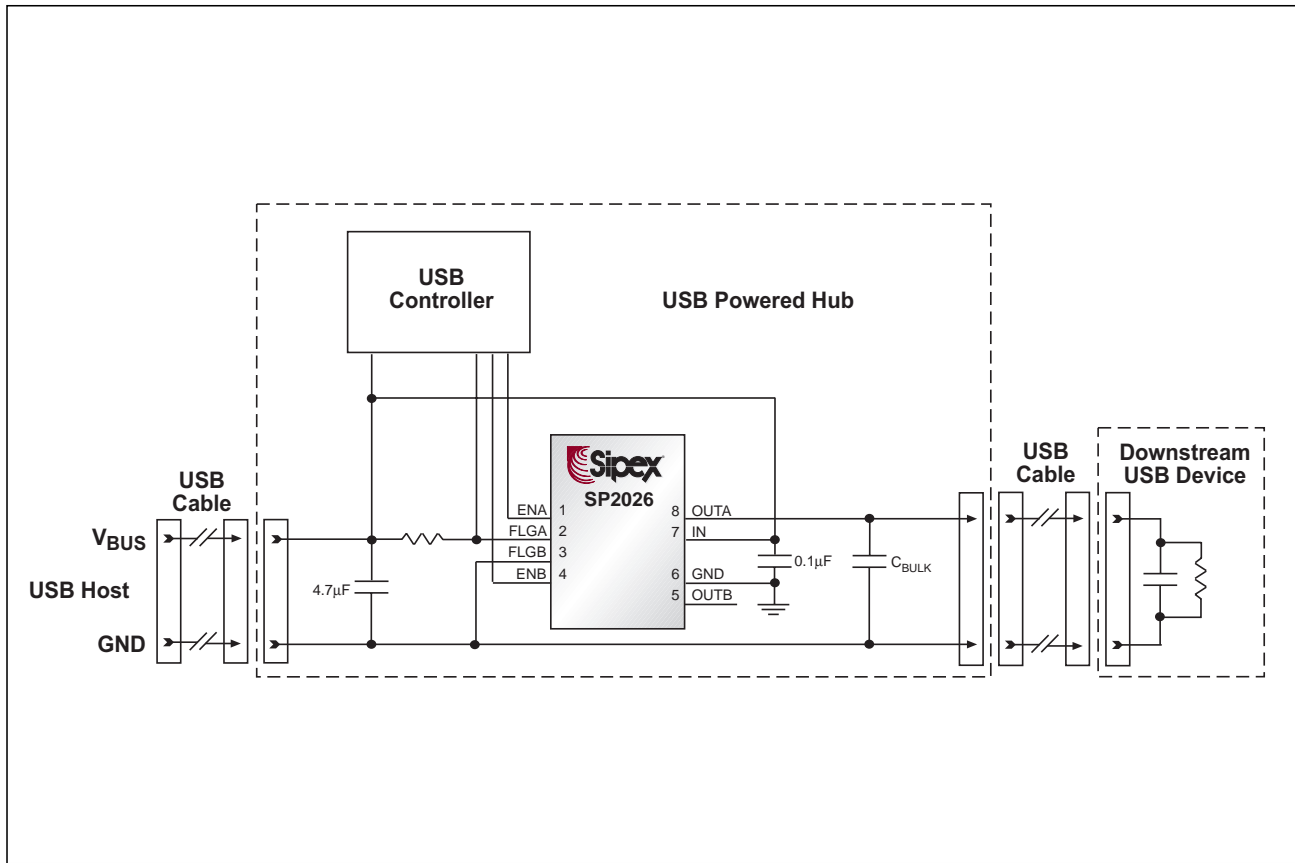 USB
Controller
USB Powered Hub
Sipex
SP2026
ENA 1
FLGA 2
FLGB 3
ENB 4
8 OUTA
7 IN
6 GND
5 OUTB
4.7µF
0.1µF
CBULK
USB
Cable
VBUS
USB Host
GND
USB
Cable
Downstream
USB Device